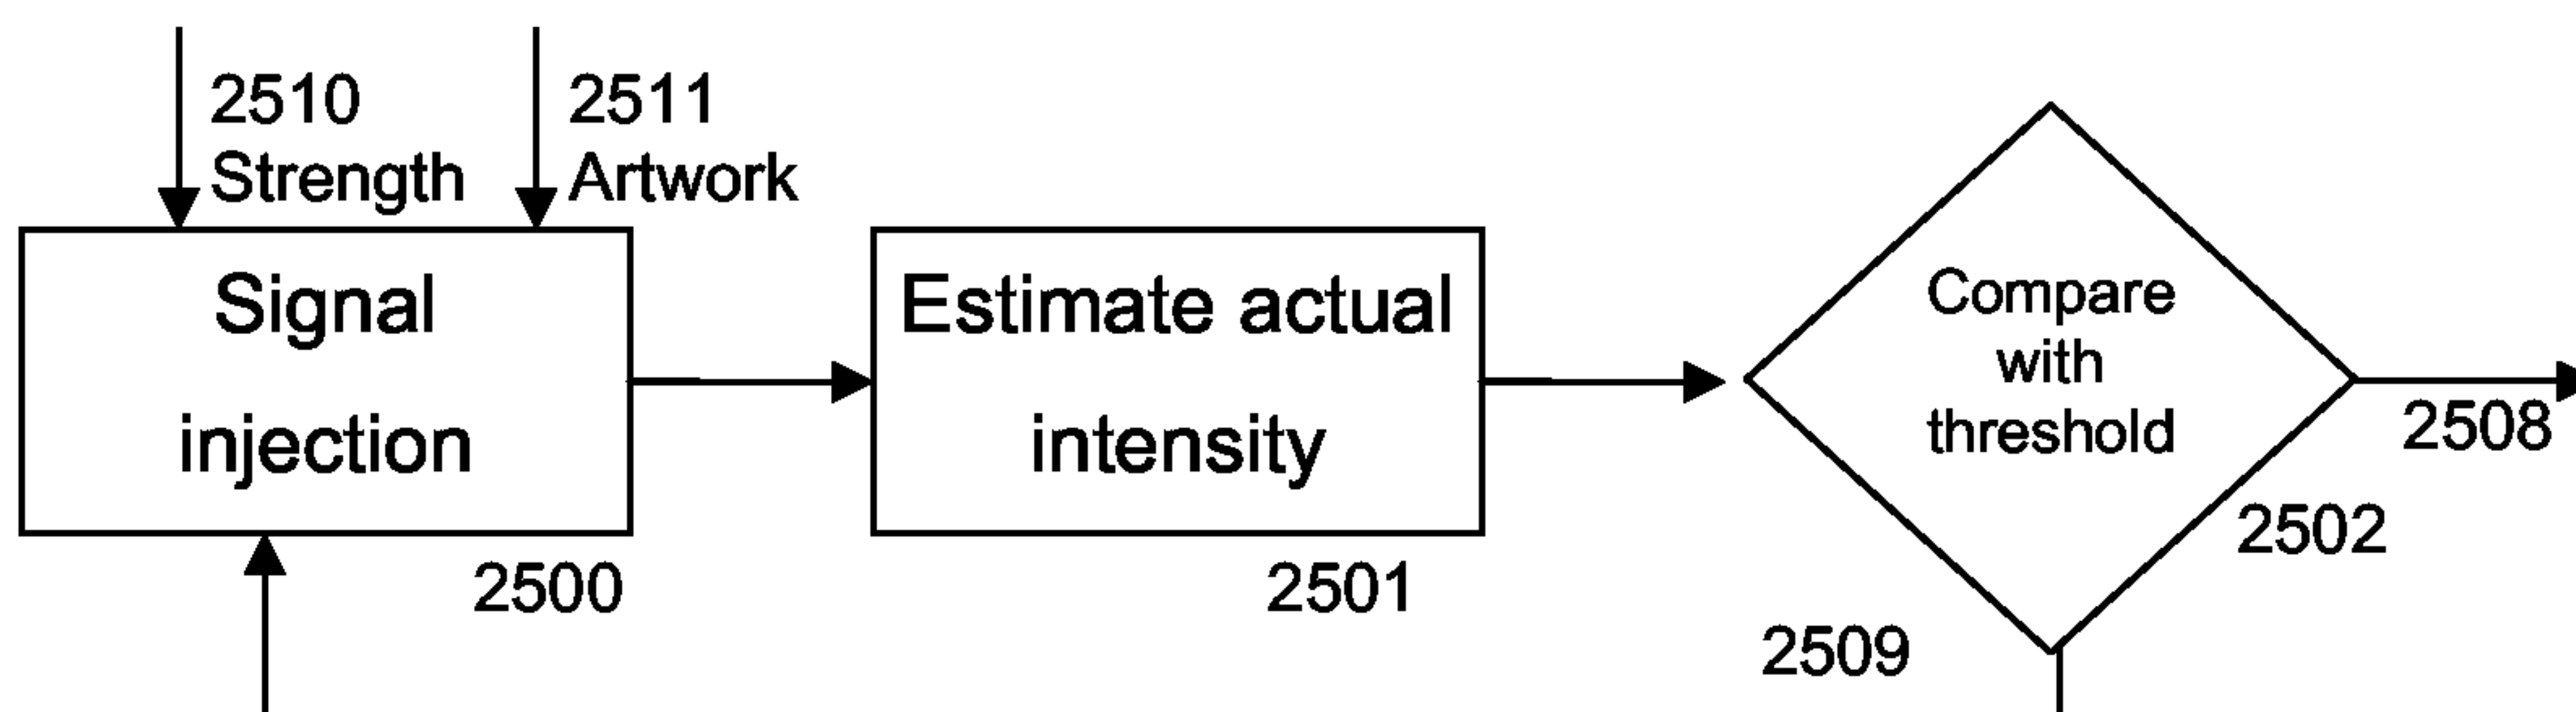 2510
Strength
2511
Artwork
Signal
injection
2500
Estimate actual
intensity
2501
Compare
with
threshold
2508
2502
2509